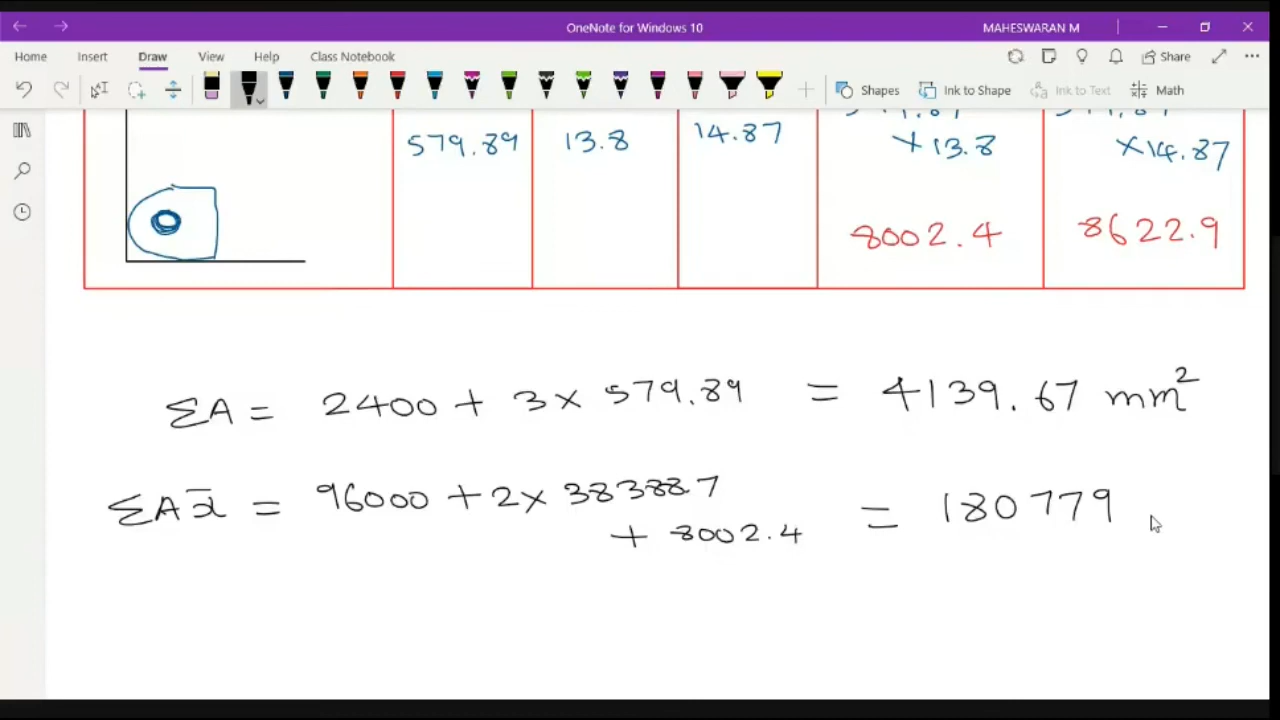 OneNote for Windows 10
MAHESWARAN M
Home Insert Draw View Help Class Notebook
Share
Shapes Ink to Shape Ink to Text Math
579.89 13.8 14.87 ×13.8 ×14.87
8002.4 8622.9
ΣA = 2400 + 3 × 579.89 = 4139.67 mm²
ΣAx̄ = 96000 + 2 × 383887
+ 8002.4 = 180779